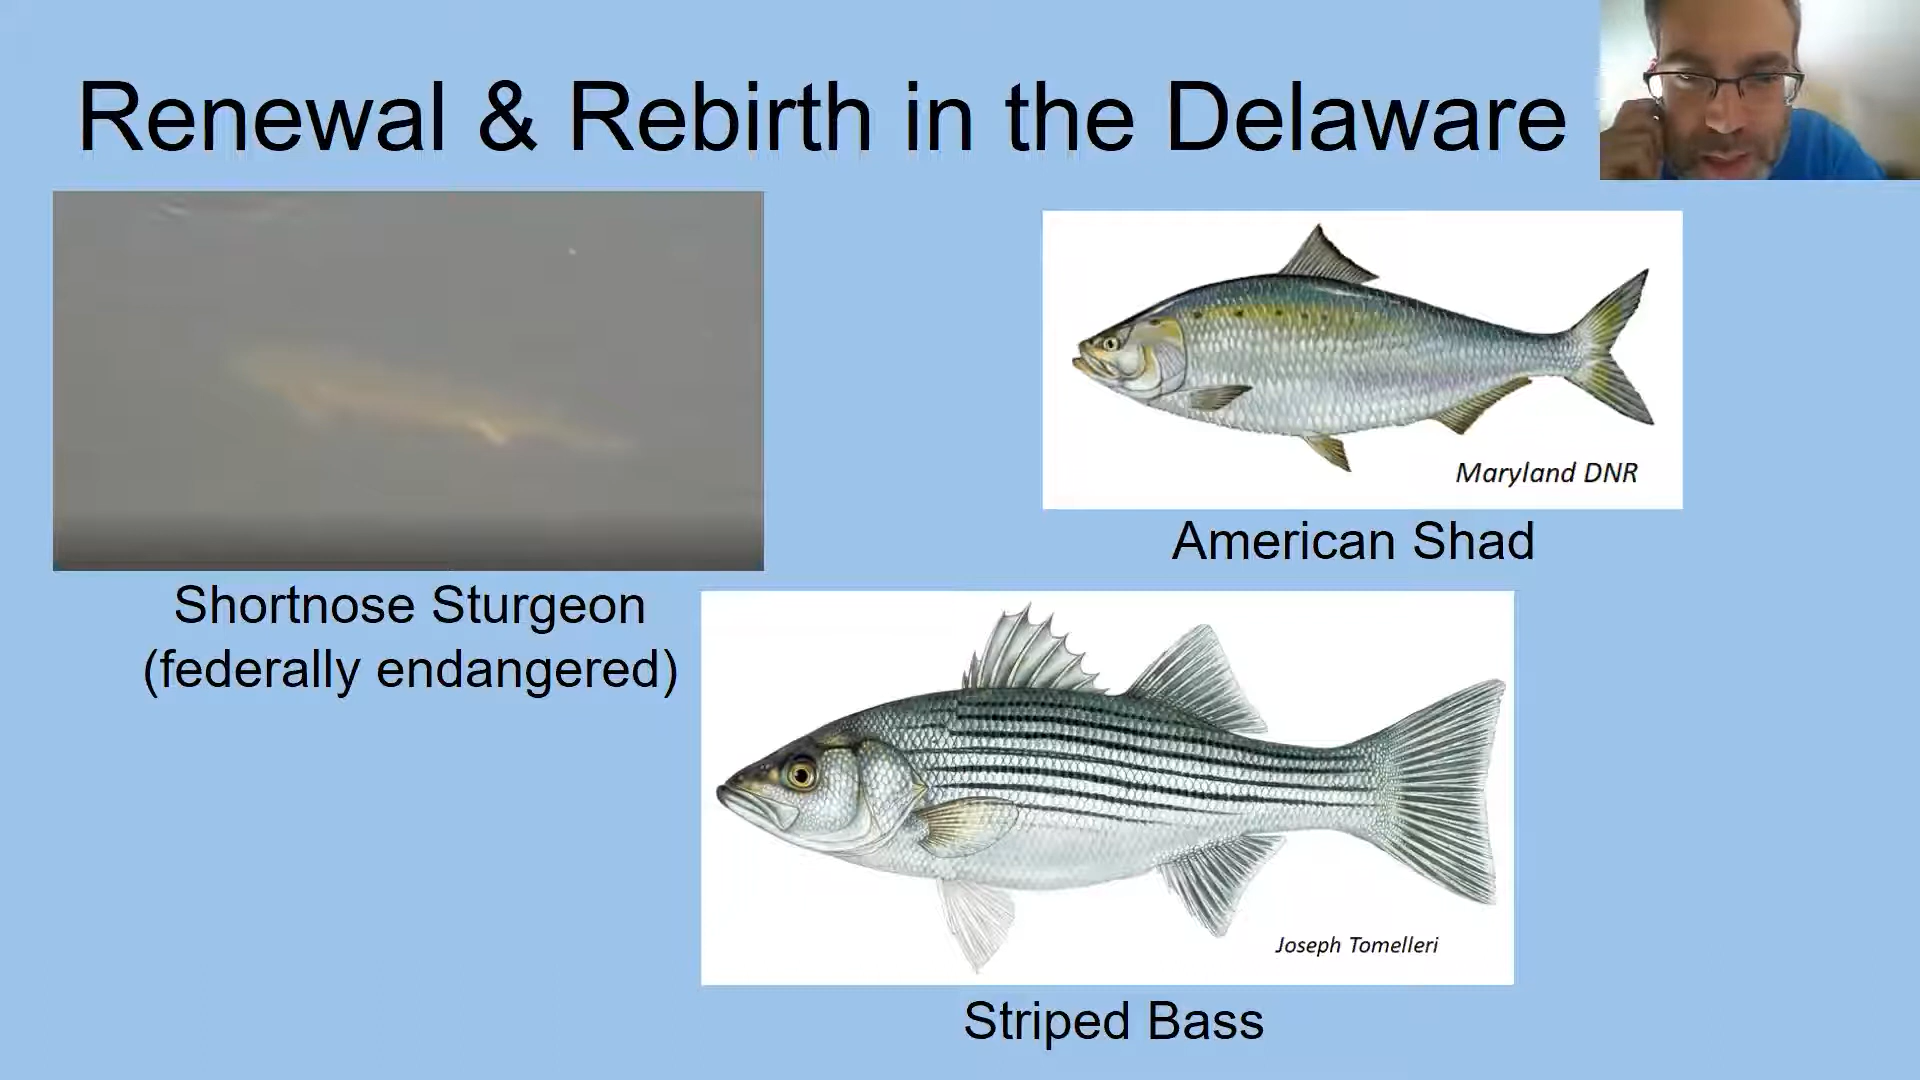 Renewal & Rebirth in the Delaware
Maryland DNR
American Shad
Shortnose Sturgeon
(federally endangered)
Joseph Tomelleri
Striped Bass